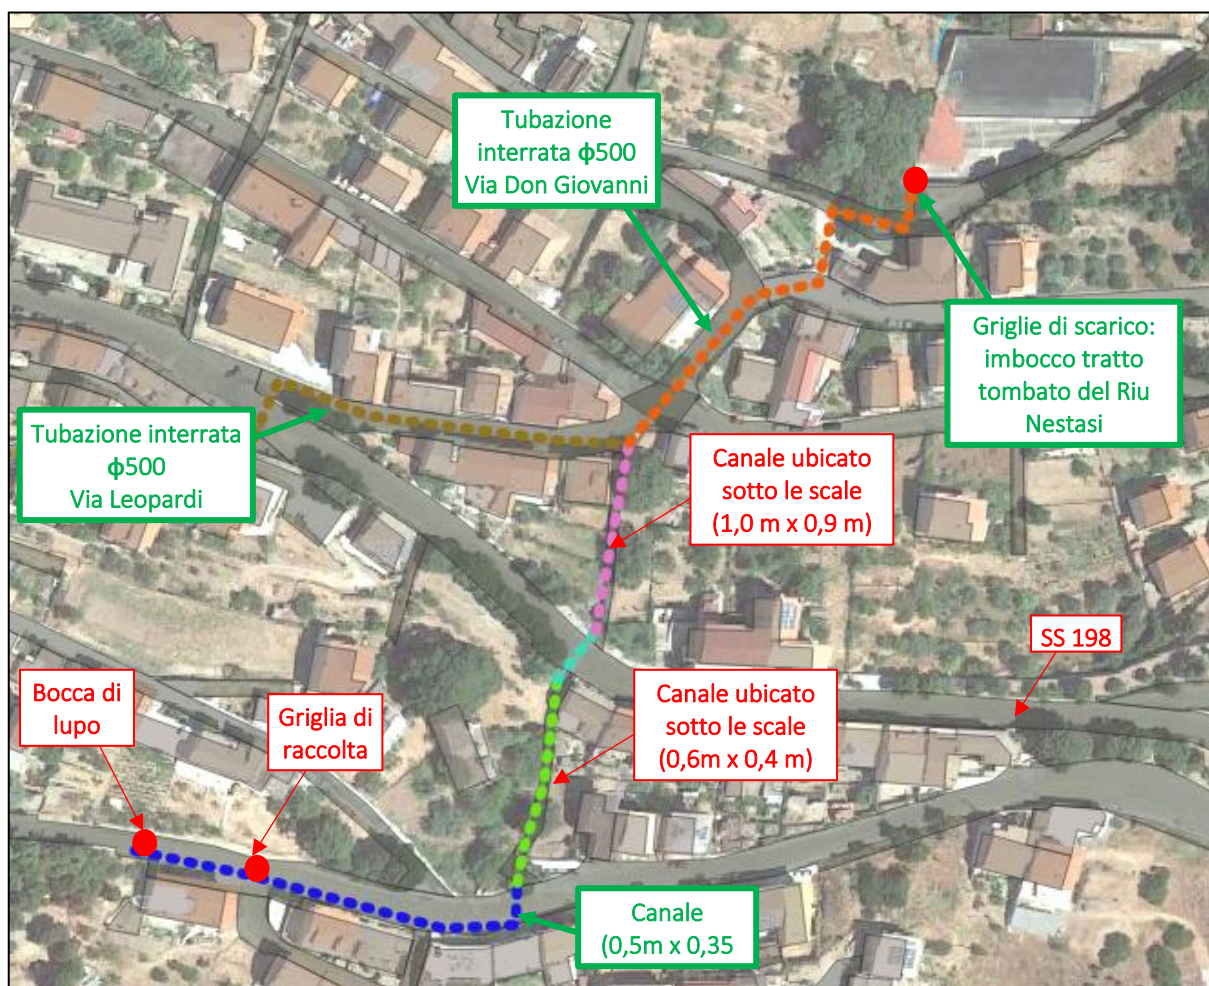 Tubazione
interrata ϕ500
Via Don Giovanni
Griglie di scarico:
imbocco tratto
tombato del Riu
Nestasi
Tubazione interrata
ϕ500
Via Leopardi
Canale ubicato
sotto le scale
(1,0 m x 0,9 m)
SS 198
Bocca di
lupo
Griglia di
raccolta
Canale ubicato
sotto le scale
(0,6m x 0,4 m)
Canale
(0,5m x 0,35